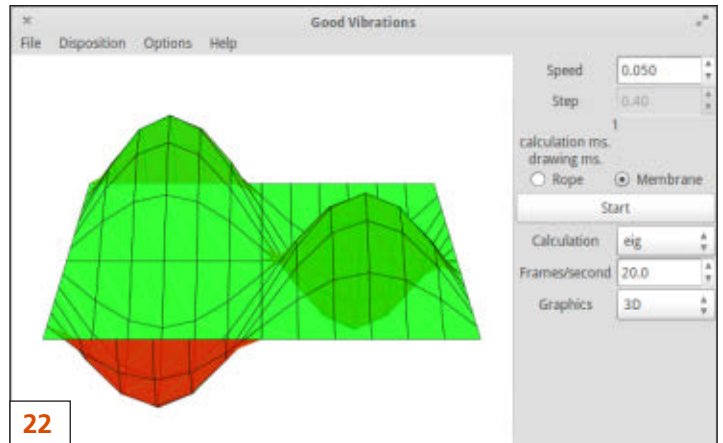 Good Vibrations
File Disposition Options Help
Speed 0.050
Step 0.40
1
calculation ms.
drawing ms.
Rope Membrane
Start
Calculation eig
Frames/second 20.0
Graphics 3D
22